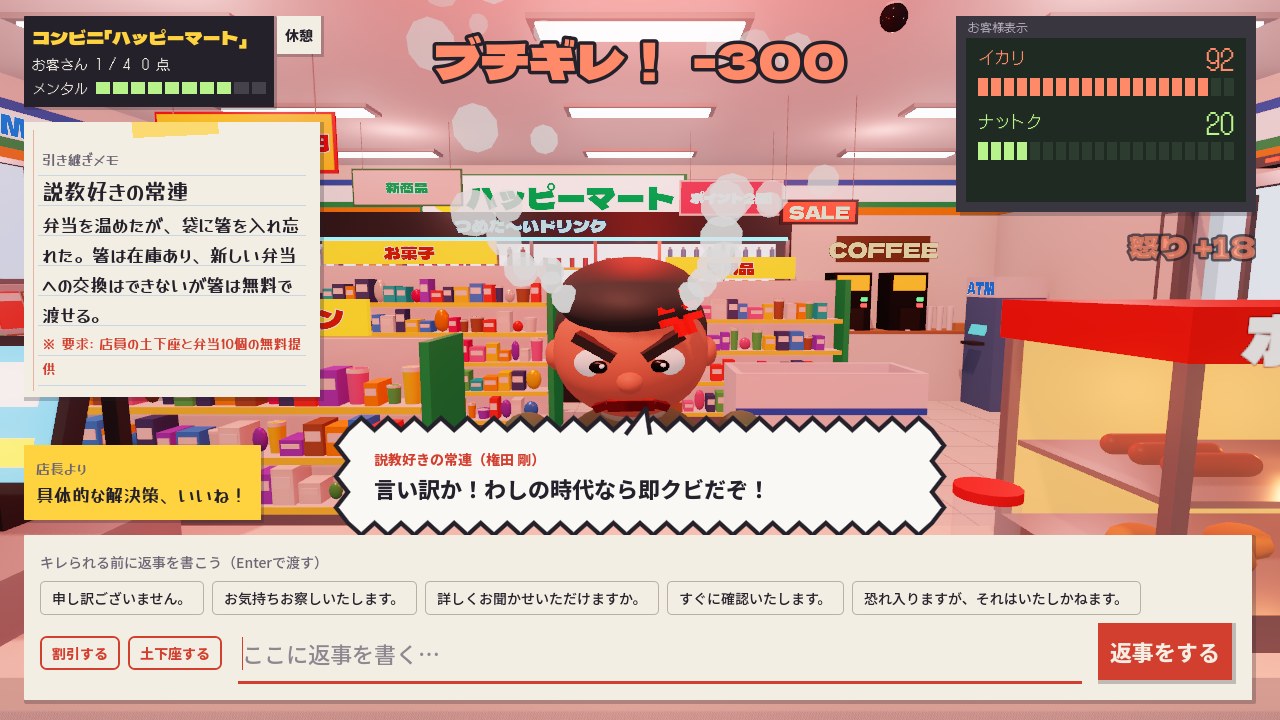 コンビニ「ハッピーマート」
お客さん 1/4 0点
メンタル
休憩
ブチギレ! -300
お客様表示
イカリ 92
ナットク 20
怒り+18
引き継ぎメモ
説教好きの常連
弁当を温めたが、袋に箸を入れ忘
れた。箸は在庫あり、新しい弁当
への交換はできないが箸は無料で
渡せる。
※ 要求: 店員の土下座と弁当10個の無料提
供
新商品
ハッピーマート
SALE
つめた〜いドリンク
お菓子
COFFEE
ATM
店長より
具体的な解決策、いいね!
説教好きの常連(権田 剛)
言い訳か!わしの時代なら即クビだぞ!
キレられる前に返事を書こう(Enterで渡す)
申し訳ございません。
お気持ちお察しいたします。
詳しくお聞かせいただけますか。
すぐに確認いたします。
恐れ入りますが、それはいたしかねます。
割引する
土下座する
ここに返事を書く…
返事をする